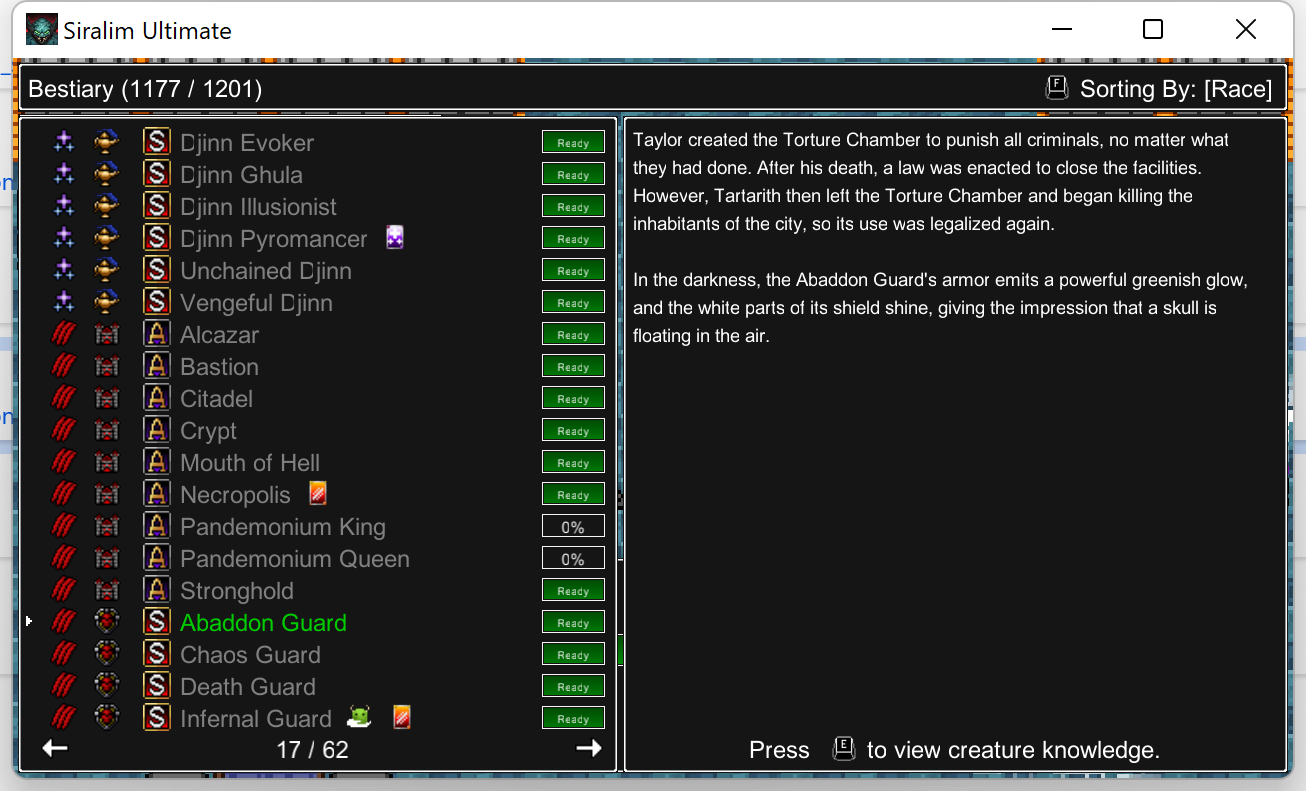 Siralim Ultimate
Bestiary (1177 / 1201)
F Sorting By: [Race]
S Djinn Evoker Ready
S Djinn Ghula Ready
S Djinn Illusionist Ready
S Djinn Pyromancer Ready
S Unchained Djinn Ready
S Vengeful Djinn Ready
A Alcazar Ready
A Bastion Ready
A Citadel Ready
A Crypt Ready
A Mouth of Hell Ready
A Necropolis Ready
A Pandemonium King 0%
A Pandemonium Queen 0%
A Stronghold Ready
S Abaddon Guard Ready
S Chaos Guard Ready
S Death Guard Ready
S Infernal Guard Ready
17 / 62
Taylor created the Torture Chamber to punish all criminals, no matter what
they had done. After his death, a law was enacted to close the facilities.
However, Tartarith then left the Torture Chamber and began killing the
inhabitants of the city, so its use was legalized again.
In the darkness, the Abaddon Guard's armor emits a powerful greenish glow,
and the white parts of its shield shine, giving the impression that a skull is
floating in the air.
Press E to view creature knowledge.